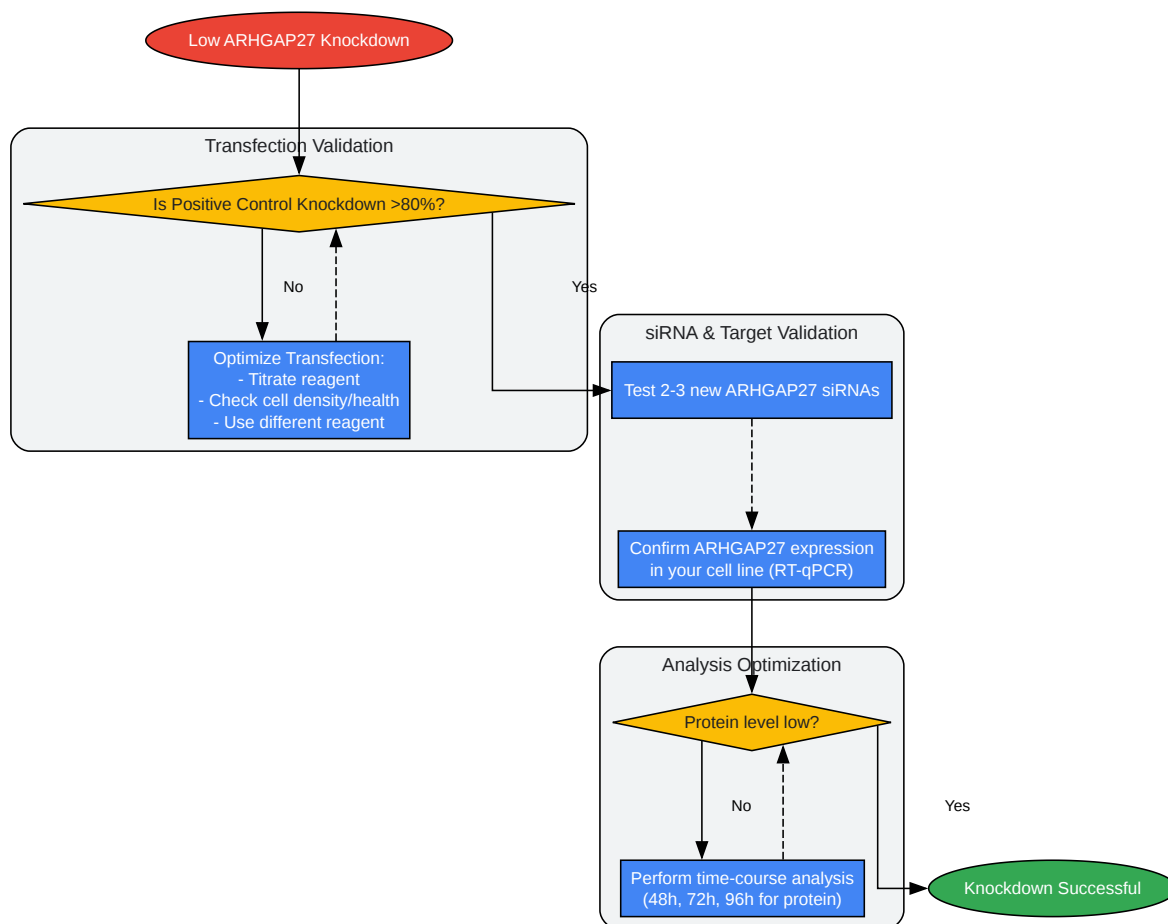 Low ARHGAP27 Knockdown
Transfection Validation
Is Positive Control Knockdown >80%?
No
Yes
Optimize Transfection:
- Titrate reagent
- Check cell density/health
- Use different reagent
siRNA & Target Validation
Test 2-3 new ARHGAP27 siRNAs
Confirm ARHGAP27 expression
in your cell line (RT-qPCR)
Analysis Optimization
Protein level low?
No
Yes
Perform time-course analysis
(48h, 72h, 96h for protein)
Knockdown Successful